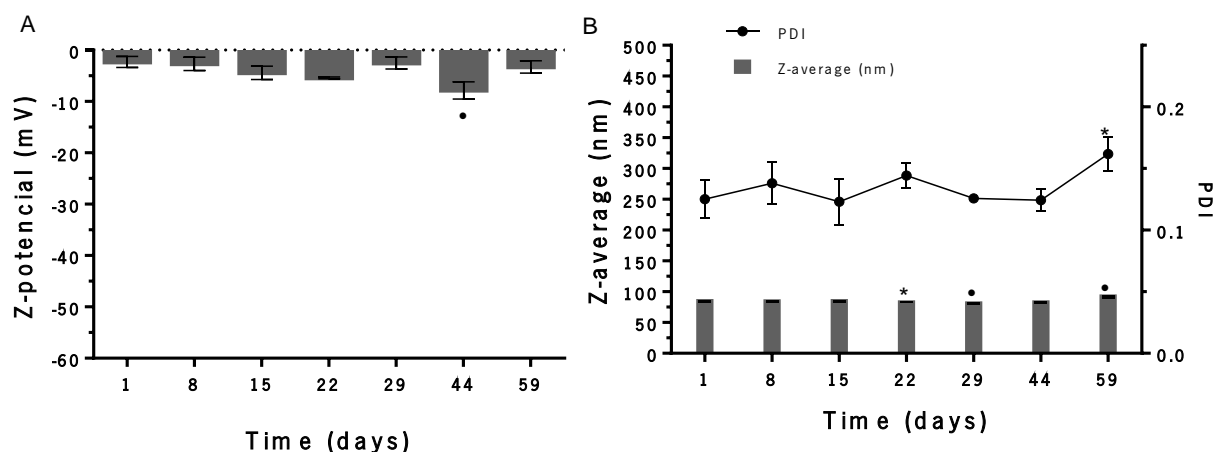 A
Z-potencial (mV)
0
-10
-20
-30
-40
-50
-60
1 8 15 22 29 44 59
Time (days)
B
PDI
Z-average (nm)
Z-average (nm)
500
450
400
350
300
250
200
150
100
50
0
*
*
0.2
0.1
0.0
PDI
1 8 15 22 29 44 59
Time (days)